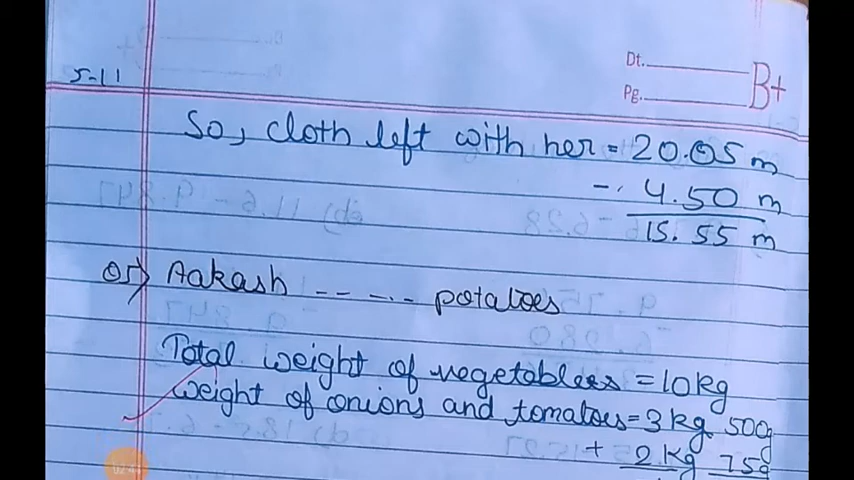 Dt.
B+
Pg.
5-11
So, cloth left with her = 20.05 m
- 4.50 m
15.55 m
Q5) Aakash - - - . . potatoes
Total weight of vegetables = 10 kg
weight of onions and tomatoes = 3 kg 500g
+ 2 kg 75g